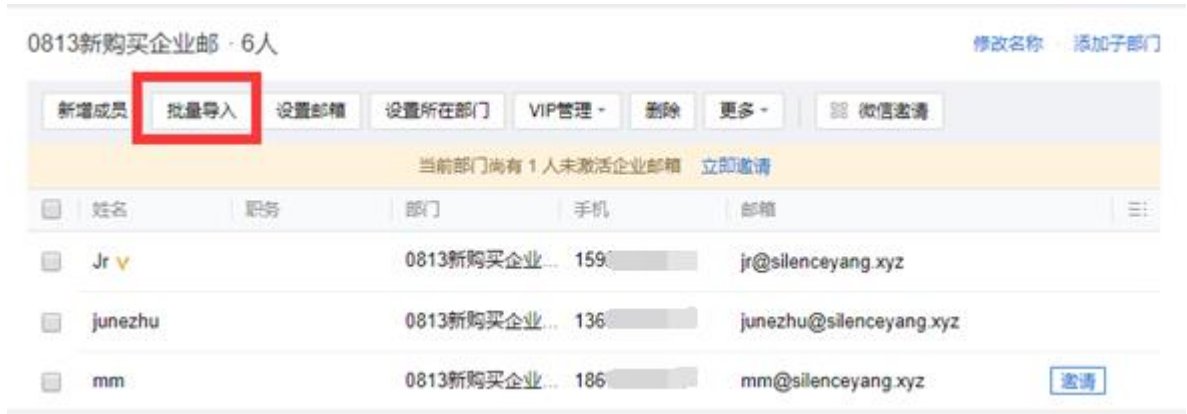 0813新购买企业邮 · 6人 修改名称 添加子部门
新增成员 批量导入 设置邮箱 设置所在部门 VIP管理 删除 更多 微信邀请
当前部门尚有 1 人未激活企业邮箱 立即邀请
姓名 职务 部门 手机 邮箱
Jr 0813新购买企业... 159 jr@silenceyang.xyz
junezhu 0813新购买企业... 136 junezhu@silenceyang.xyz
mm 0813新购买企业... 186 mm@silenceyang.xyz 邀请